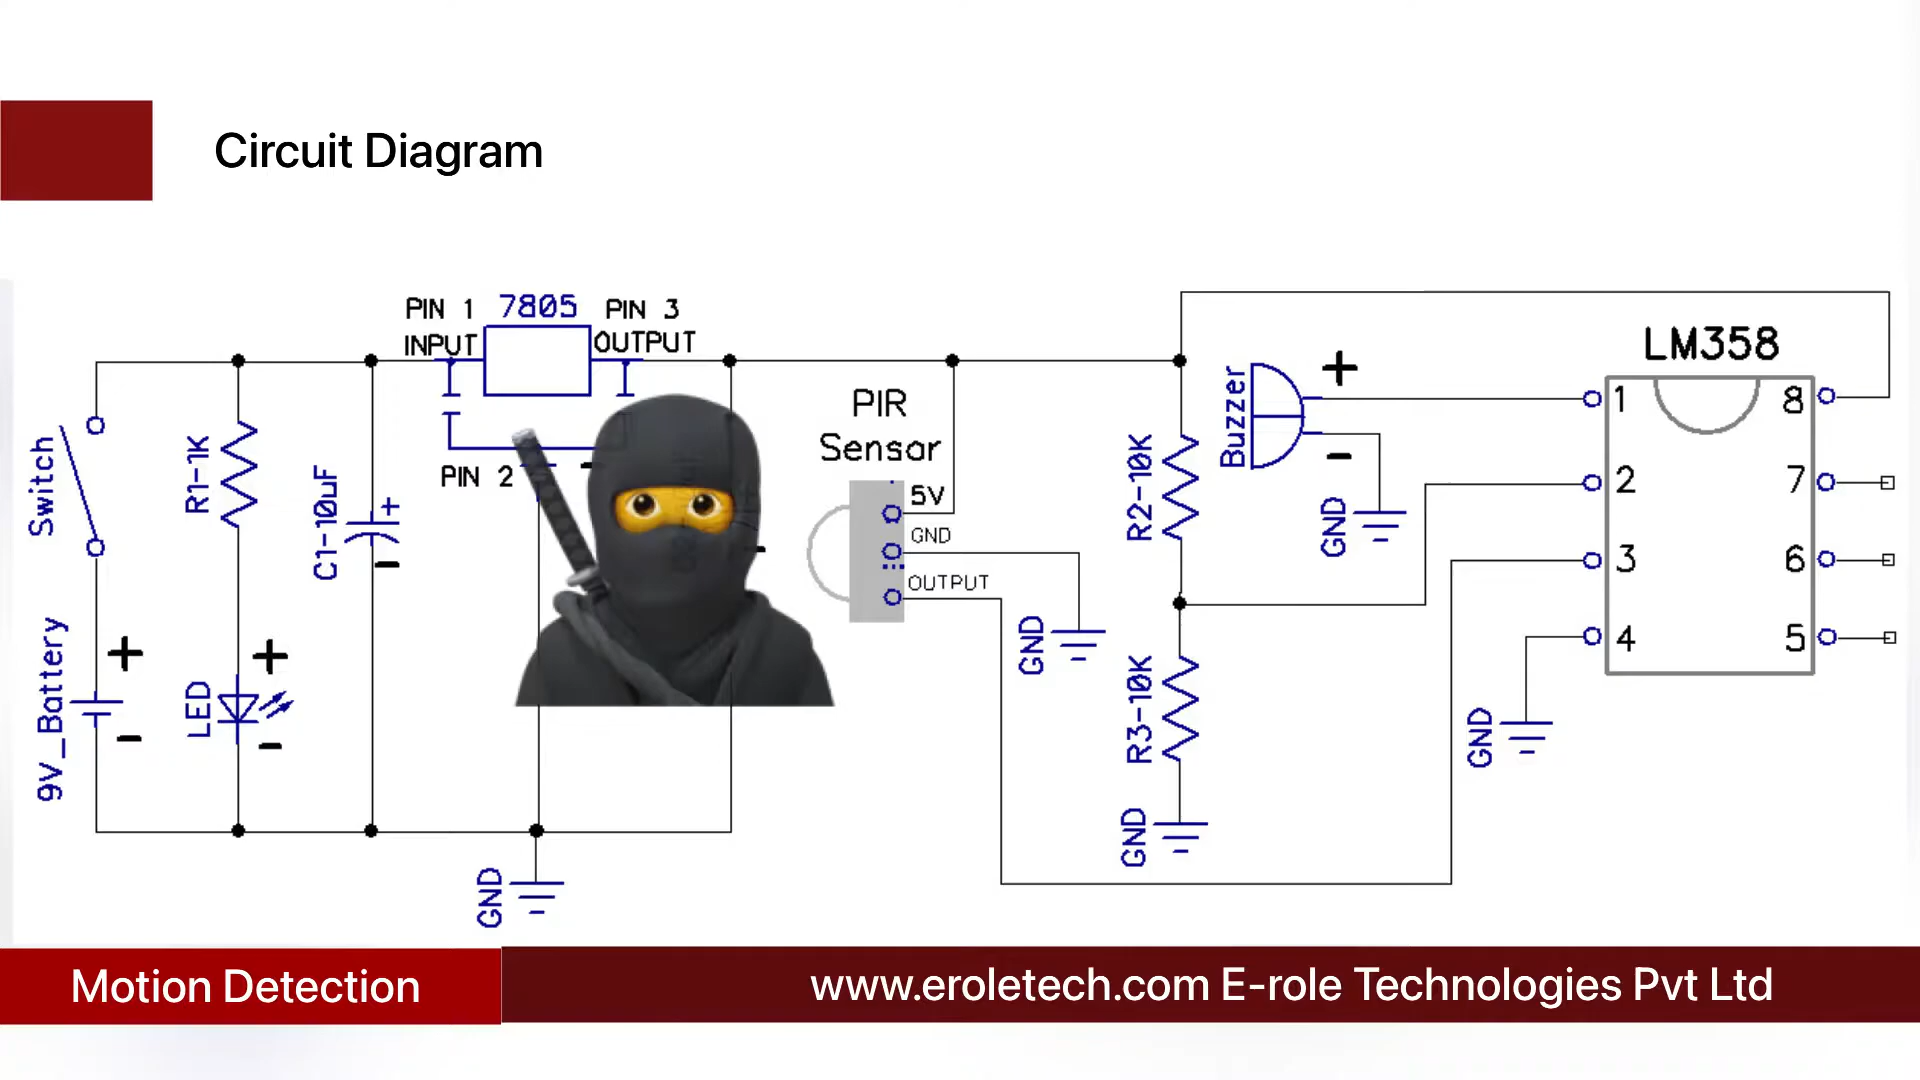 Circuit Diagram
PIN 1
7805
PIN 3
INPUT
OUTPUT
PIN 2
Switch
R1-1K
C1-10uF
+
-
9V_Battery
+
-
LED
+
-
GND
PIR
Sensor
5V
GND
OUTPUT
GND
R2-10K
R3-10K
GND
Buzzer
+
-
GND
LM358
1
2
3
4
8
7
6
5
GND
Motion Detection
www.eroletech.com E-role Technologies Pvt Ltd